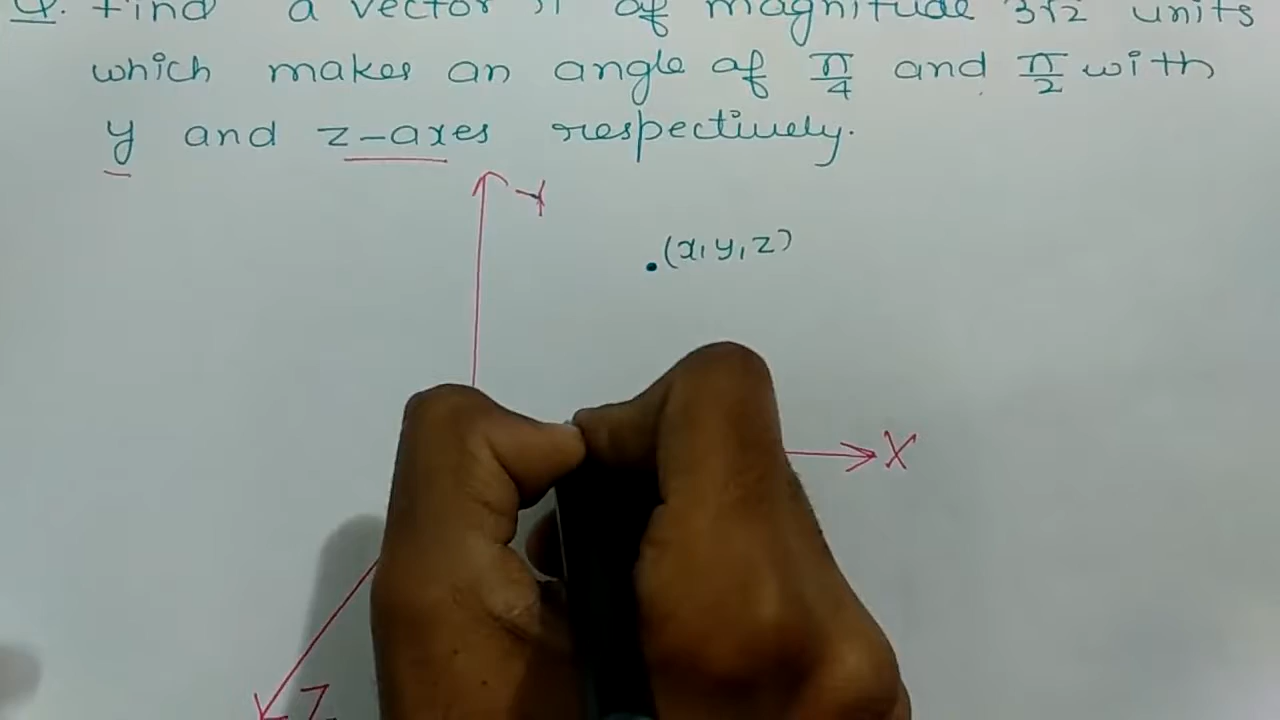 Q. Find a vector r of magnitude 3√2 units
which makes an angle of π/4 and π/2 with
y and z-axes respectively.
Y
(x, y, z)
X
Z